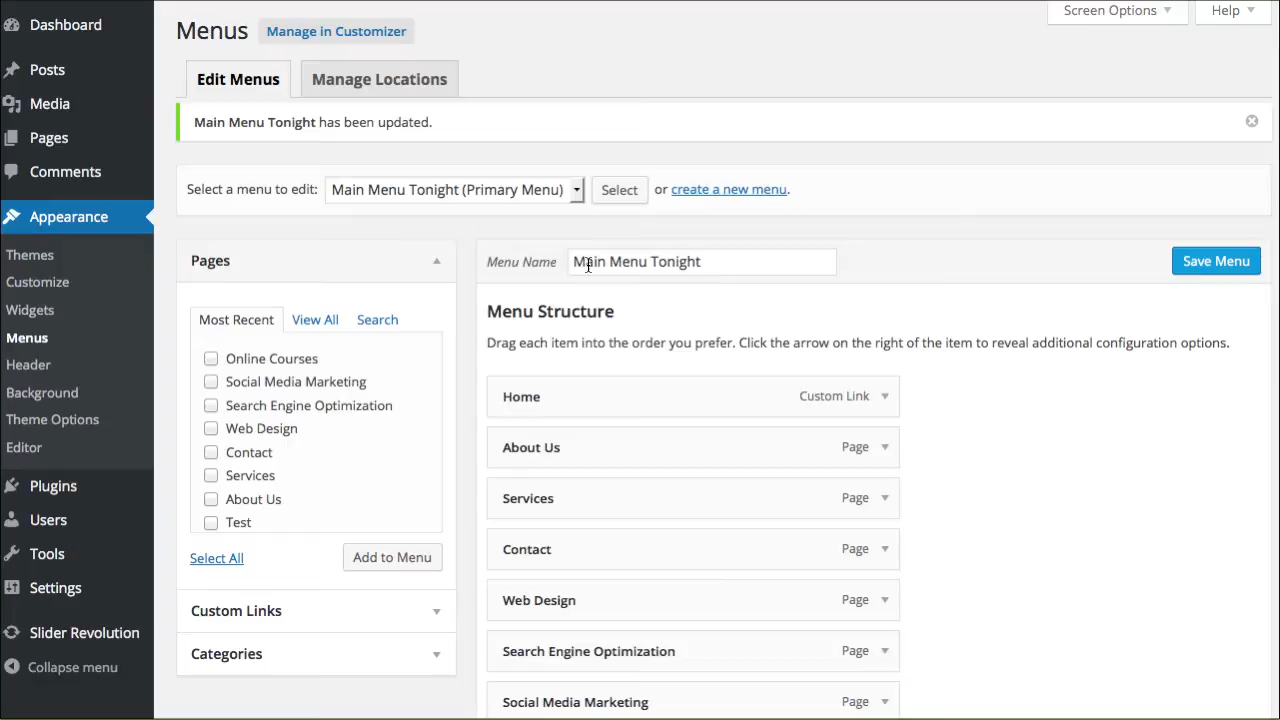 Dashboard
Posts
Media
Pages
Comments
Appearance
Themes
Customize
Widgets
Menus
Header
Background
Theme Options
Editor
Plugins
Users
Tools
Settings
Slider Revolution
Collapse menu
Screen Options
Help
Menus
Manage in Customizer
Edit Menus
Manage Locations
Main Menu Tonight has been updated.
Select a menu to edit: Main Menu Tonight (Primary Menu) Select or create a new menu.
Pages
Most Recent View All Search
Online Courses
Social Media Marketing
Search Engine Optimization
Web Design
Contact
Services
About Us
Test
Select All Add to Menu
Custom Links
Categories
Menu Name Main Menu Tonight Save Menu
Menu Structure
Drag each item into the order you prefer. Click the arrow on the right of the item to reveal additional configuration options.
Home Custom Link
About Us Page
Services Page
Contact Page
Web Design Page
Search Engine Optimization Page
Social Media Marketing Page